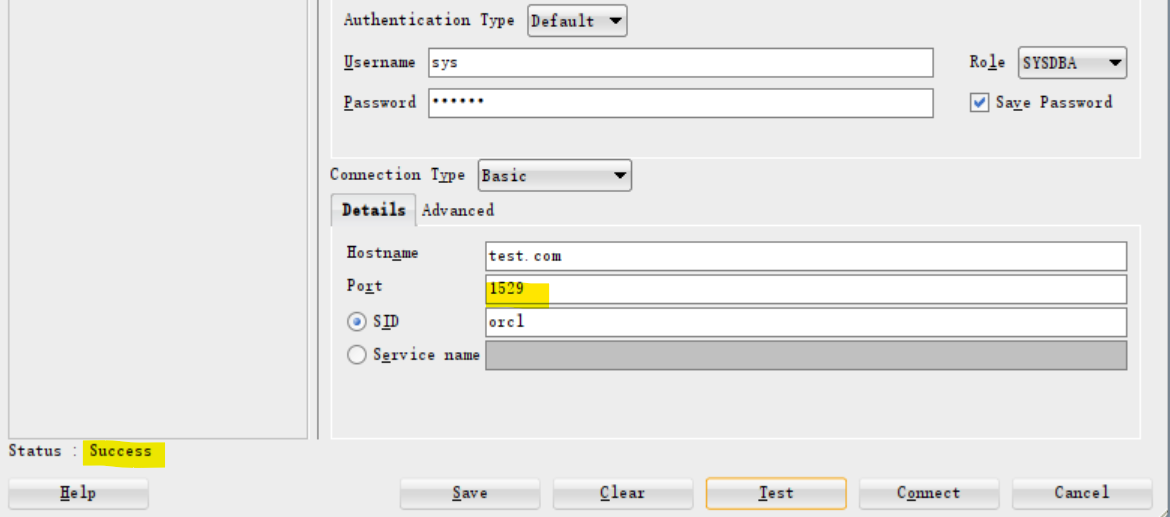 Authentication Type Default
Username sys Role SYSDBA
Password •••••• Save Password
Connection Type Basic
Details Advanced
Hostname test.com
Port 1529
SID orcl
Service name
Status : Success
Help Save Clear Test Connect Cancel